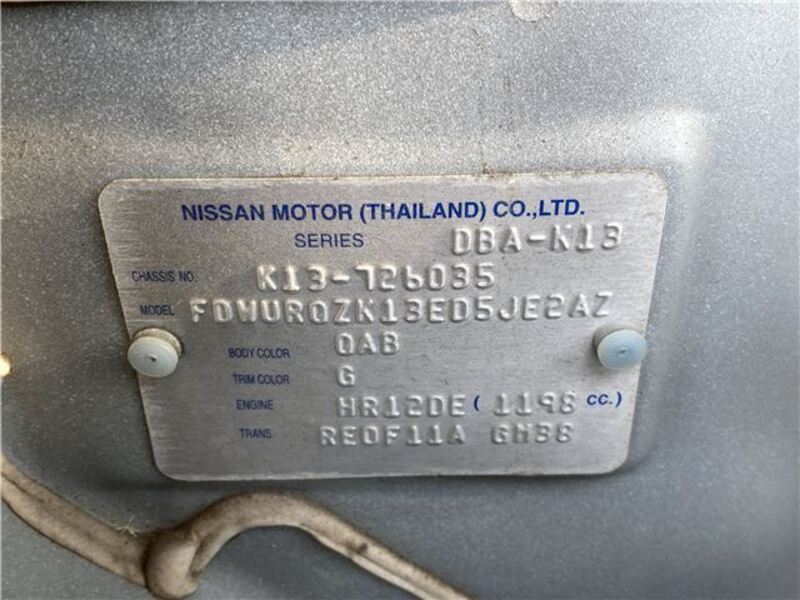 NISSAN MOTOR (THAILAND) CO.,LTD.
SERIES DBA-K13
CHASSIS NO. K13-726035
MODEL FDWURQZK13ED5JE2AZ
BODY COLOR QAB
TRIM COLOR G
ENGINE HR12DE ( 1198 CC.)
TRANS RE0F11A GM38